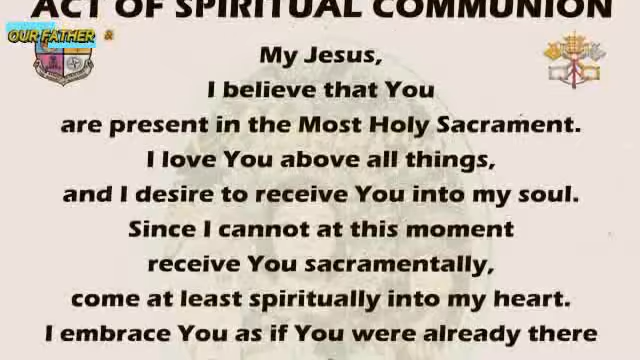 ACT OF SPIRITUAL COMMUNION
OUR FATHER &
My Jesus,
I believe that You
are present in the Most Holy Sacrament.
I love You above all things,
and I desire to receive You into my soul.
Since I cannot at this moment
receive You sacramentally,
come at least spiritually into my heart.
I embrace You as if You were already there